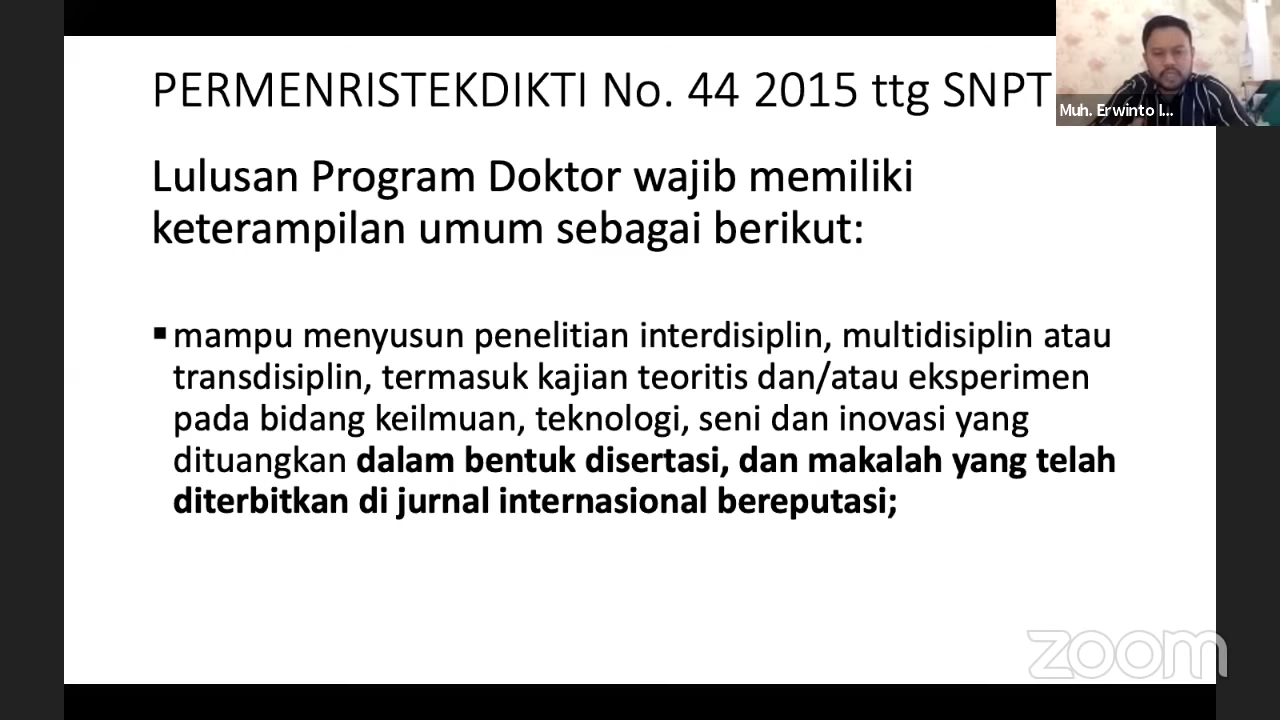 PERMENRISTEKDIKTI No. 44 2015 ttg SNPT
Muh. Erwinto I...
Lulusan Program Doktor wajib memiliki
keterampilan umum sebagai berikut:
▪ mampu menyusun penelitian interdisiplin, multidisiplin atau
transdisiplin, termasuk kajian teoritis dan/atau eksperimen
pada bidang keilmuan, teknologi, seni dan inovasi yang
dituangkan dalam bentuk disertasi, dan makalah yang telah
diterbitkan di jurnal internasional bereputasi;
zoom